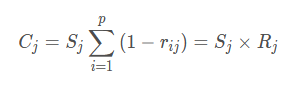 $$C_j = S_j \sum_{i=1}^{p} (1 - r_{ij}) = S_j \times R_j$$